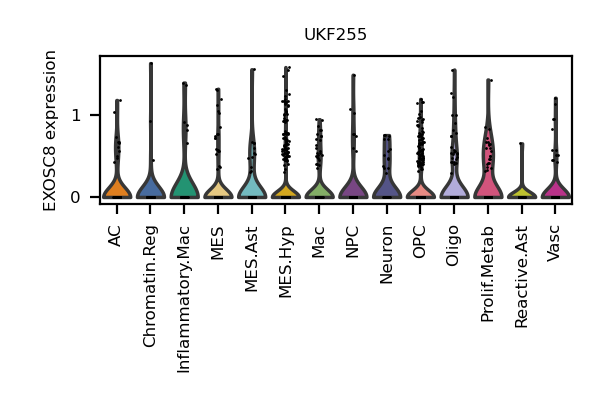 UKF255
EXOSC8 expression
1
0
AC
Chromatin.Reg
Inflammatory.Mac
MES
MES.Ast
MES.Hyp
Mac
NPC
Neuron
OPC
Oligo
Prolif.Metab
Reactive.Ast
Vasc